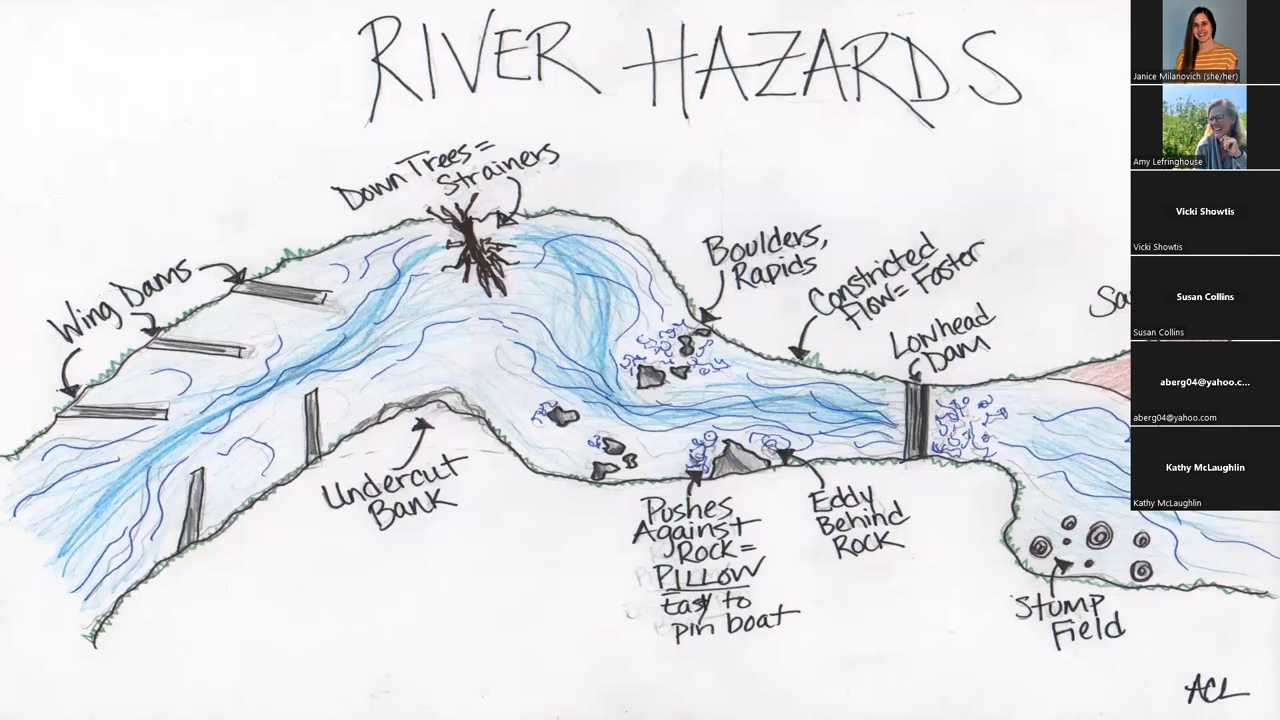 RIVER HAZARDS
Down Trees =
Strainers
Wing Dams
Boulders,
Rapids
Constricted
Flow = Faster
Lowhead
Dam
Undercut
Bank
Pushes
Against
Rock =
PILLOW
Easy to
pin boat
Eddy
Behind
Rock
Stump
Field
ACL
Janice Milanovich (she/her)
Amy Lefringhouse
Vicki Showtis
Vicki Showtis
Susan Collins
Susan Collins
aberg04@yahoo.c...
aberg04@yahoo.com
Kathy McLaughlin
Kathy McLaughlin